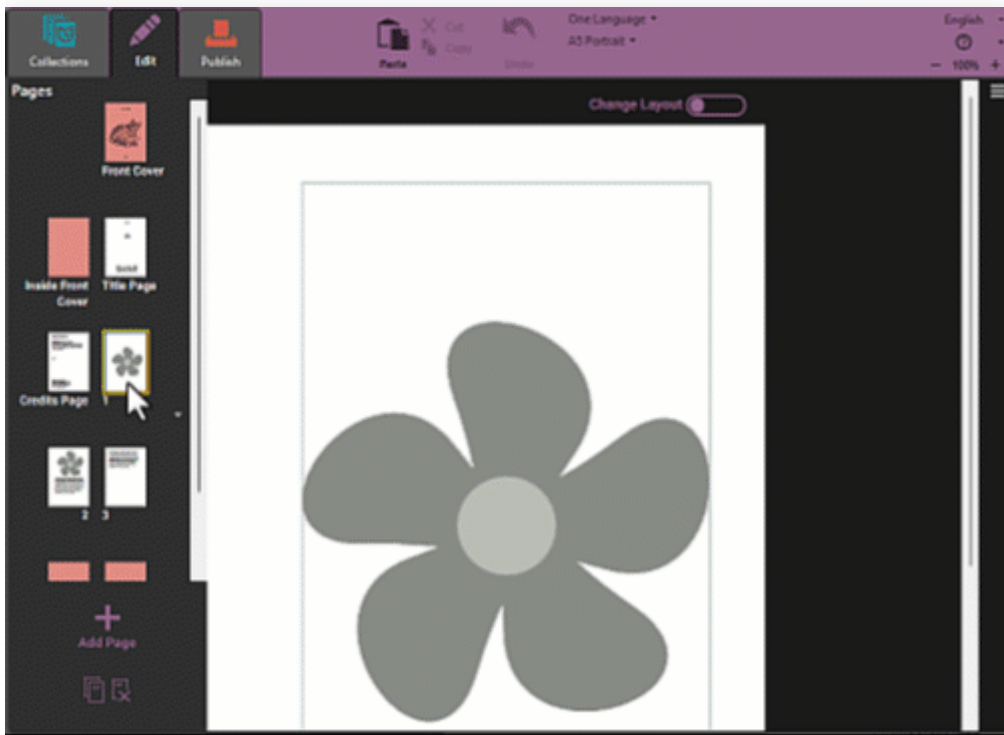 Collections
Edit
Publish
Paste
Cut
Copy
Undo
One Language
A5 Portrait
English
- 100% +
Pages
Change Layout
Front Cover
Inside Front
Cover
Title Page
Credits Page
1
2
3
Add Page